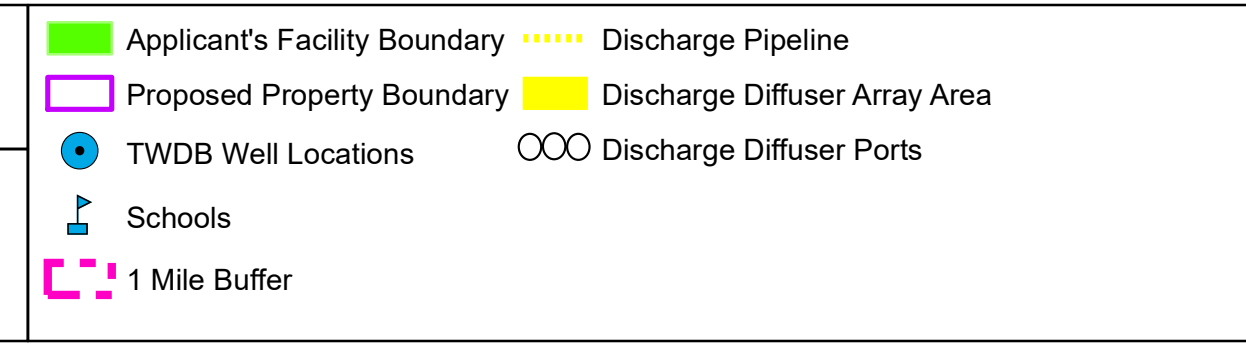 Applicant's Facility Boundary
Proposed Property Boundary
TWDB Well Locations
Schools
1 Mile Buffer
Discharge Pipeline
Discharge Diffuser Array Area
Discharge Diffuser Ports